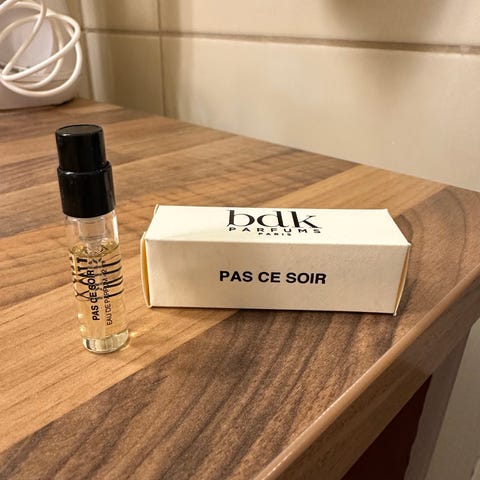 bdk
PARFUMS
PARIS
PAS CE SOIR
PAS CE SOIR
EAU DE PARFUM